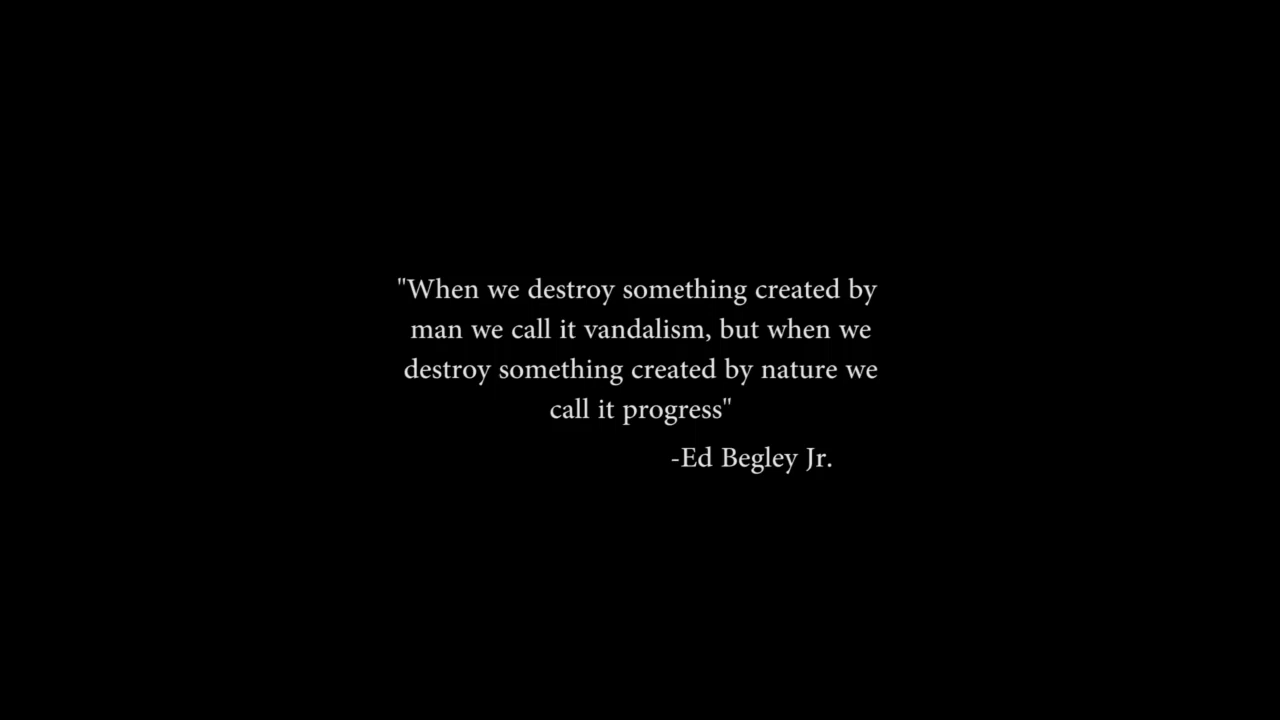 "When we destroy something created by
man we call it vandalism, but when we
destroy something created by nature we
call it progress"
-Ed Begley Jr.